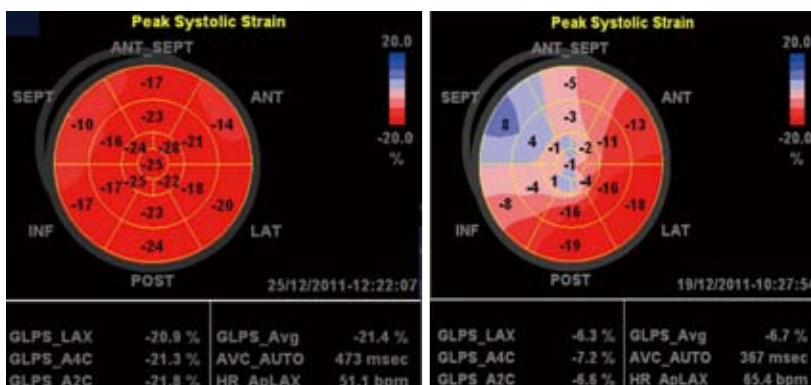 Peak Systolic Strain
ANT_SEPT
20.0
SEPT
ANT
-17
-23
-10
-14
-16
-24
-28
-21
-25
-17
-25
-22
-18
-17
-20
-23
-24
-20.0
%
INF
LAT
POST
25/12/2011-12:22:07
GLPS_LAX -20.9 % GLPS_Avg -21.4 %
GLPS_A4C -21.3 % AVC_AUTO 473 msec
GLPS_A2C -21.8 % HR_ApLAX 51.1 bpm
Peak Systolic Strain
ANT_SEPT
20.0
SEPT
ANT
-5
-3
8
-13
4
-1
-2
-11
-1
-4
1
-4
-16
-8
-18
-16
-19
-20.0
%
INF
LAT
POST
19/12/2011-10:27:54
GLPS_LAX -6.3 % GLPS_Avg -6.7 %
GLPS_A4C -7.2 % AVC_AUTO 367 msec
GLPS_A2C -6.6 % HR_ApLAX 65.4 bpm